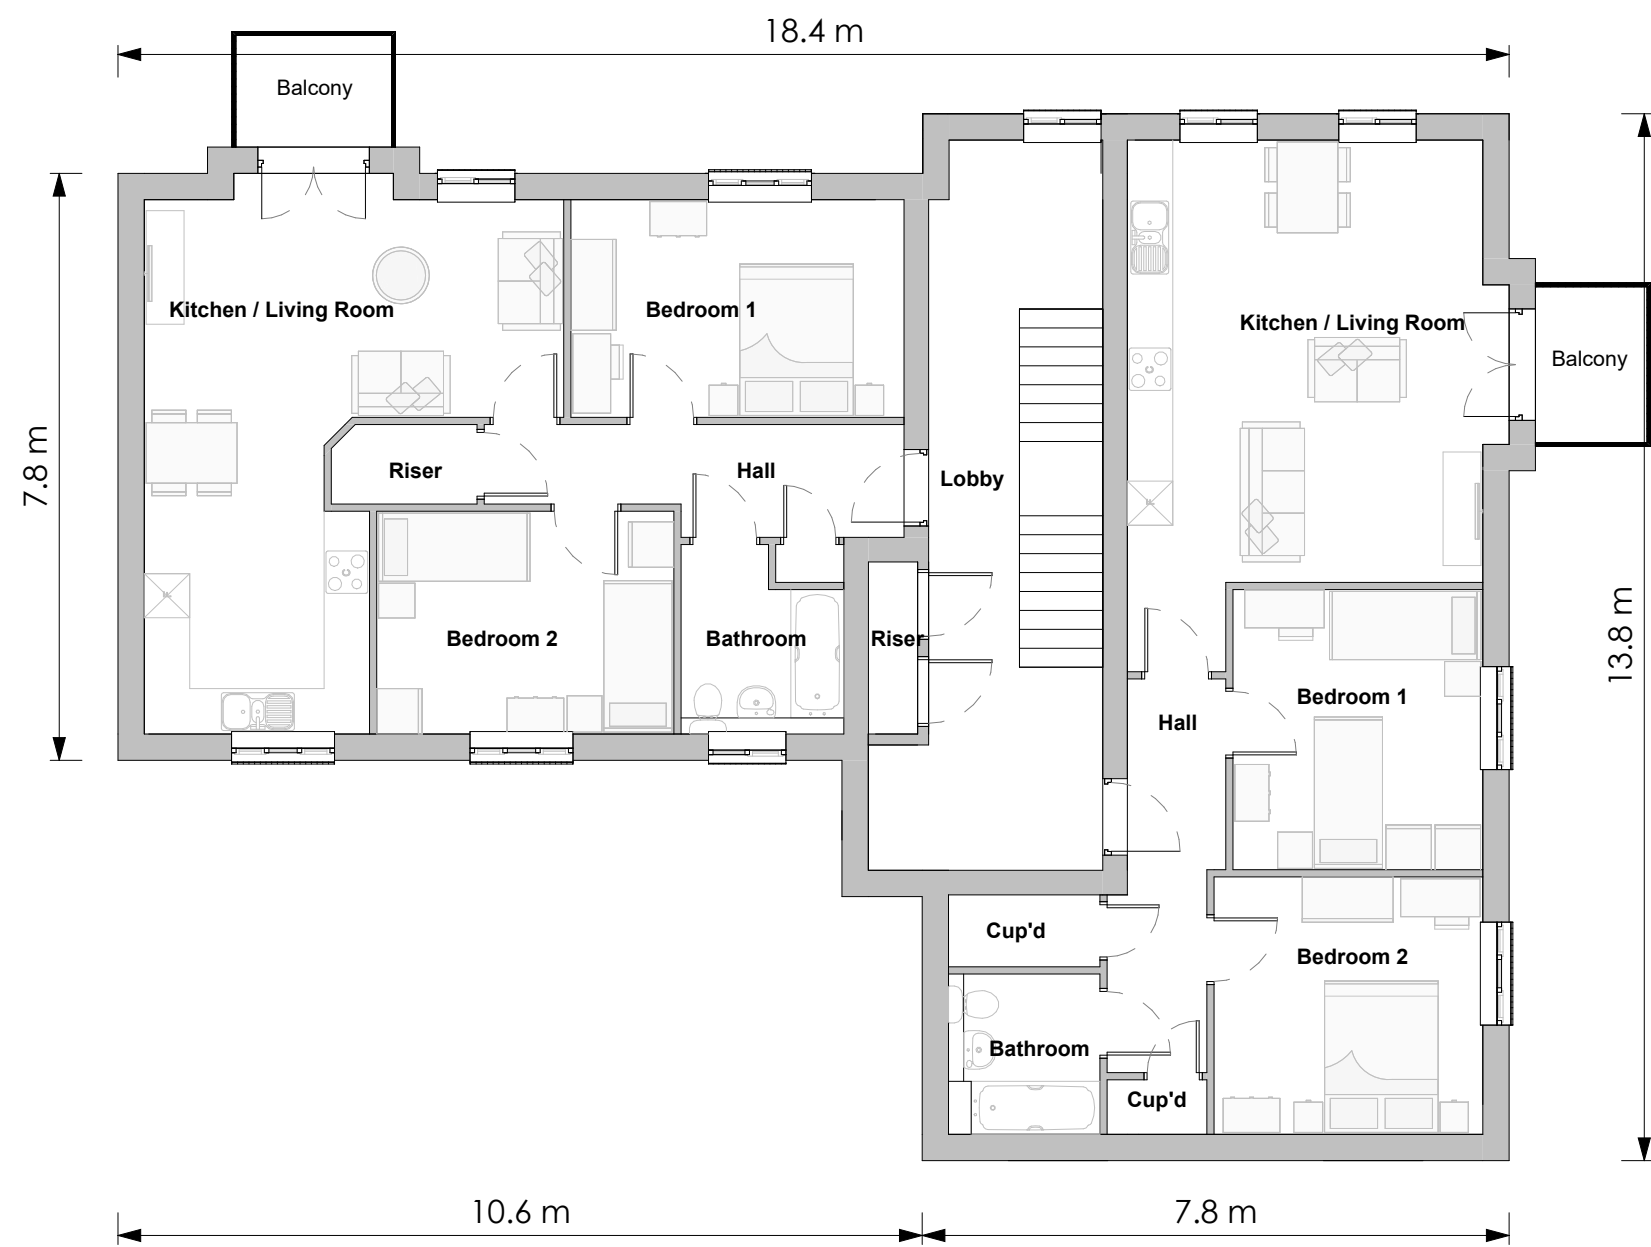 18.4 m
Balcony
Kitchen / Living Room
Bedroom 1
Kitchen / Living Room
Balcony
7.8 m
Riser
Hall
Lobby
Bedroom 2
Bathroom
Riser
13.8 m
Bedroom 1
Hall
Cup'd
Bedroom 2
Bathroom
Cup'd
10.6 m
7.8 m